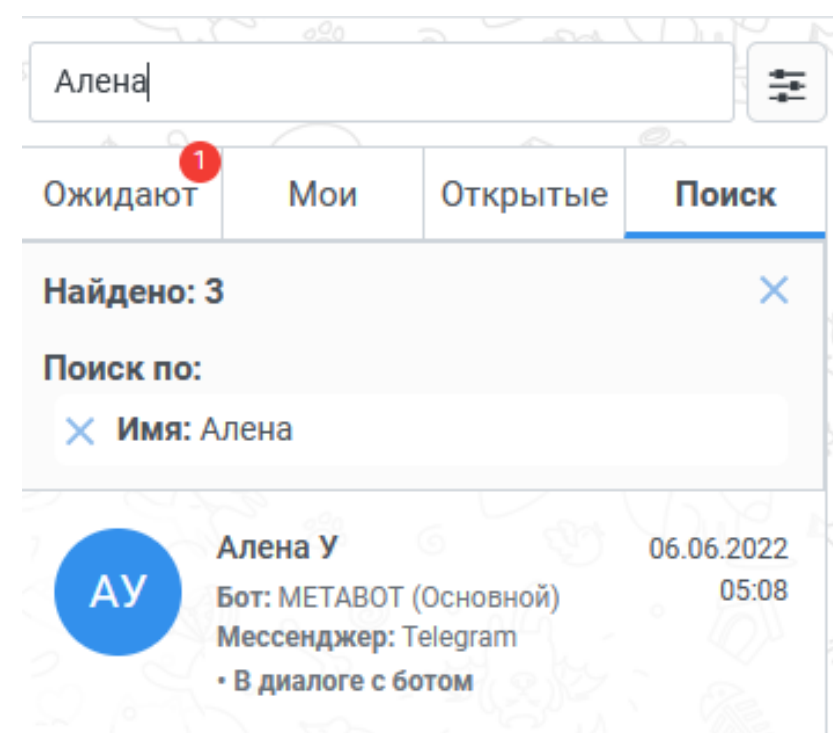 Алена
1
Ожидают Мои Открытые Поиск
Найдено: 3
Поиск по:
Имя: Алена
АУ
Алена У 06.06.2022
Бот: METABOT (Основной) 05:08
Мессенджер: Telegram
• В диалоге с ботом